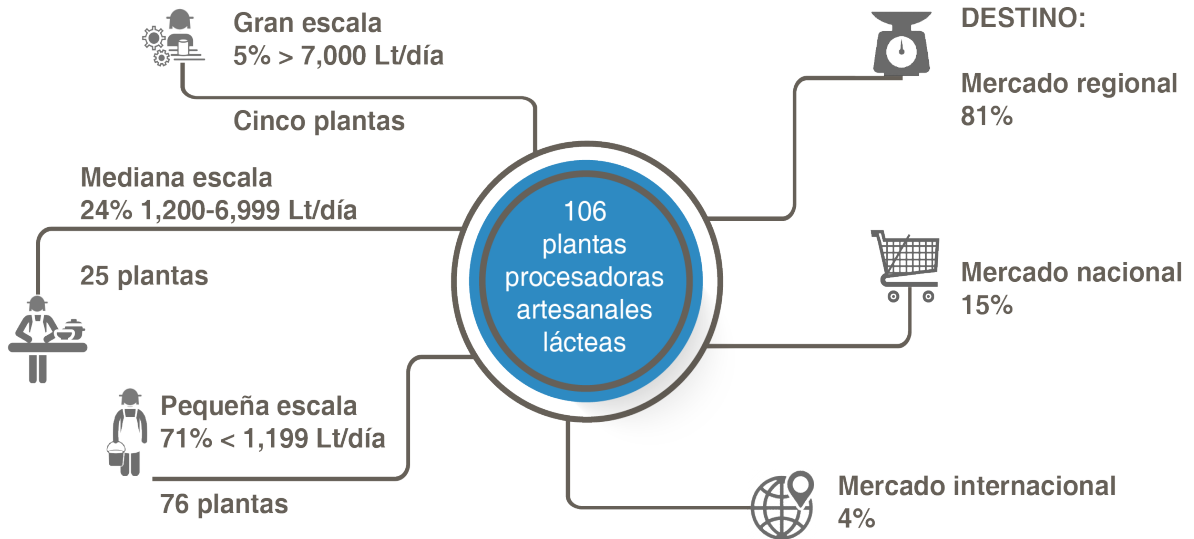 Gran escala
5% > 7,000 Lt/día
Cinco plantas
Mediana escala
24% 1,200-6,999 Lt/día
25 plantas
Pequeña escala
71% < 1,199 Lt/día
76 plantas
106
plantas
procesadoras
artesanales
lácteas
DESTINO:
Mercado regional
81%
Mercado nacional
15%
Mercado internacional
4%